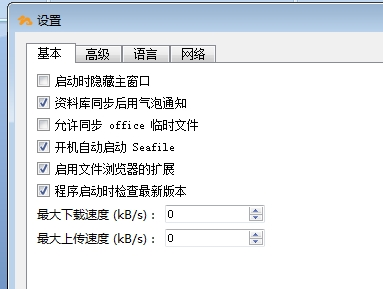 设置
基本 高级 语言 网络
启动时隐藏主窗口
资料库同步后用气泡通知
允许同步 office 临时文件
开机自动启动 Seafile
启用文件浏览器的扩展
程序启动时检查最新版本
最大下载速度 (kB/s) : 0
最大上传速度 (kB/s) : 0